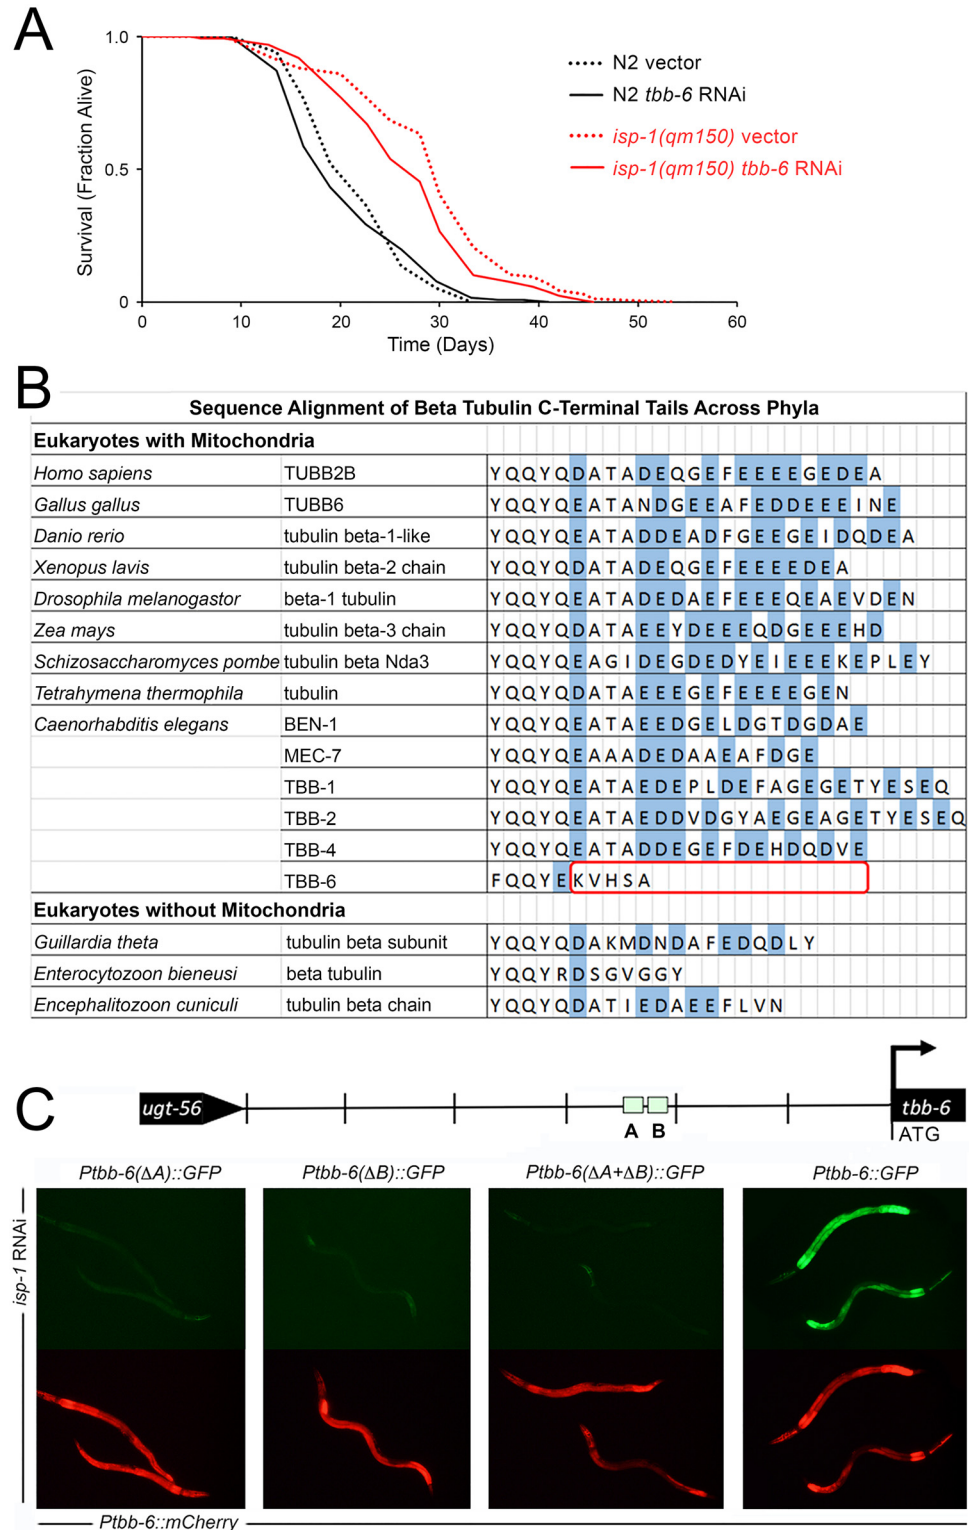 A
1.0
0.5
0
Survival (Fraction Alive)
0 10 20 30 40 50 60
Time (Days)
N2 vector
N2 tbb-6 RNAi
isp-1(qm150) vector
isp-1(qm150) tbb-6 RNAi
B
Sequence Alignment of Beta Tubulin C-Terminal Tails Across Phyla
Eukaryotes with Mitochondria
Homo sapiens TUBB2B YQQYQDATADEQGEFEEEEGEDEA
Gallus gallus TUBB6 YQQYQEATANDGEEAFEDDEEEINE
Danio rerio tubulin beta-1-like YQQYQEATADDEADFGEEGEIDQDEA
Xenopus lavis tubulin beta-2 chain YQQYQDATADEQGEFEEEEDEA
Drosophila melanogastor beta-1 tubulin YQQYQEATADEDAEFEEEQEAEVDEN
Zea mays tubulin beta-3 chain YQQYQDATAEEYDEEEQDGEEEHD
Schizosaccharomyces pombe tubulin beta Nda3 YQQYQEAGIDEGDEDYEIEEEKEPLEY
Tetrahymena thermophila tubulin YQQYQDATAEEEGEFEEEEGEN
Caenorhabditis elegans BEN-1 YQQYQEATAEEDGELDGTDGDAE
MEC-7 YQQYQEAAADEDAAEAFDGE
TBB-1 YQQYQEATAEDEPLDEFAGEGETYESEQ
TBB-2 YQQYQEATAEDDVDGYAEGEAGETYESEQ
TBB-4 YQQYQEATADDEGEFDEHDQDVE
TBB-6 FQQYEKVHSA
Eukaryotes without Mitochondria
Guillardia theta tubulin beta subunit YQQYQDAKMDNDAFEDQDLY
Enterocytozoon bieneusi beta tubulin YQQYRDSGVGGY
Encephalitozoon cuniculi tubulin beta chain YQQYQDATIEDAEEFLVN
C
ugt-56
A B
tbb-6
ATG
Ptbb-6(ΔA)::GFP Ptbb-6(ΔB)::GFP Ptbb-6(ΔA+ΔB)::GFP Ptbb-6::GFP
isp-1 RNAi
Ptbb-6::mCherry